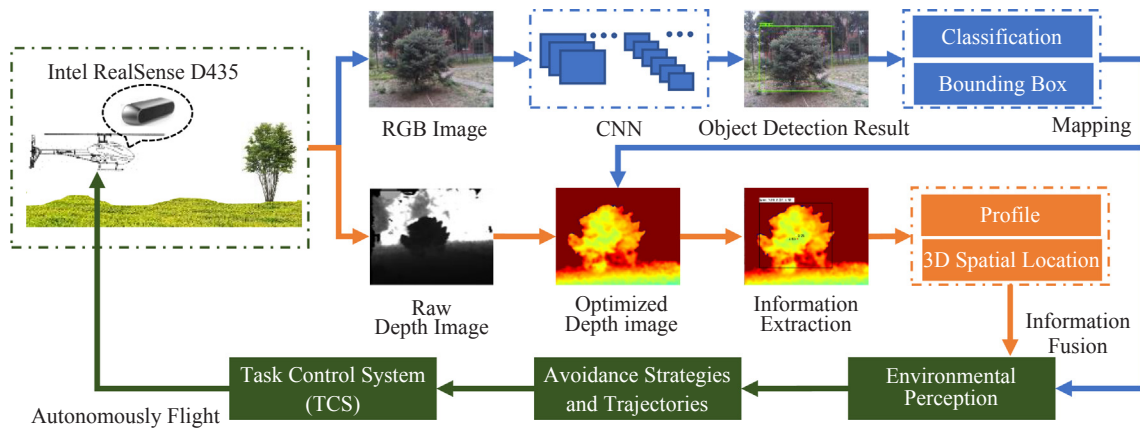 Intel RealSense D435
RGB Image
CNN
Object Detection Result
Classification
Bounding Box
Mapping
Raw
Depth Image
Optimized
Depth image
Information
Extraction
Profile
3D Spatial Location
Information
Fusion
Task Control System
(TCS)
Avoidance Strategies
and Trajectories
Environmental
Perception
Autonomously Flight